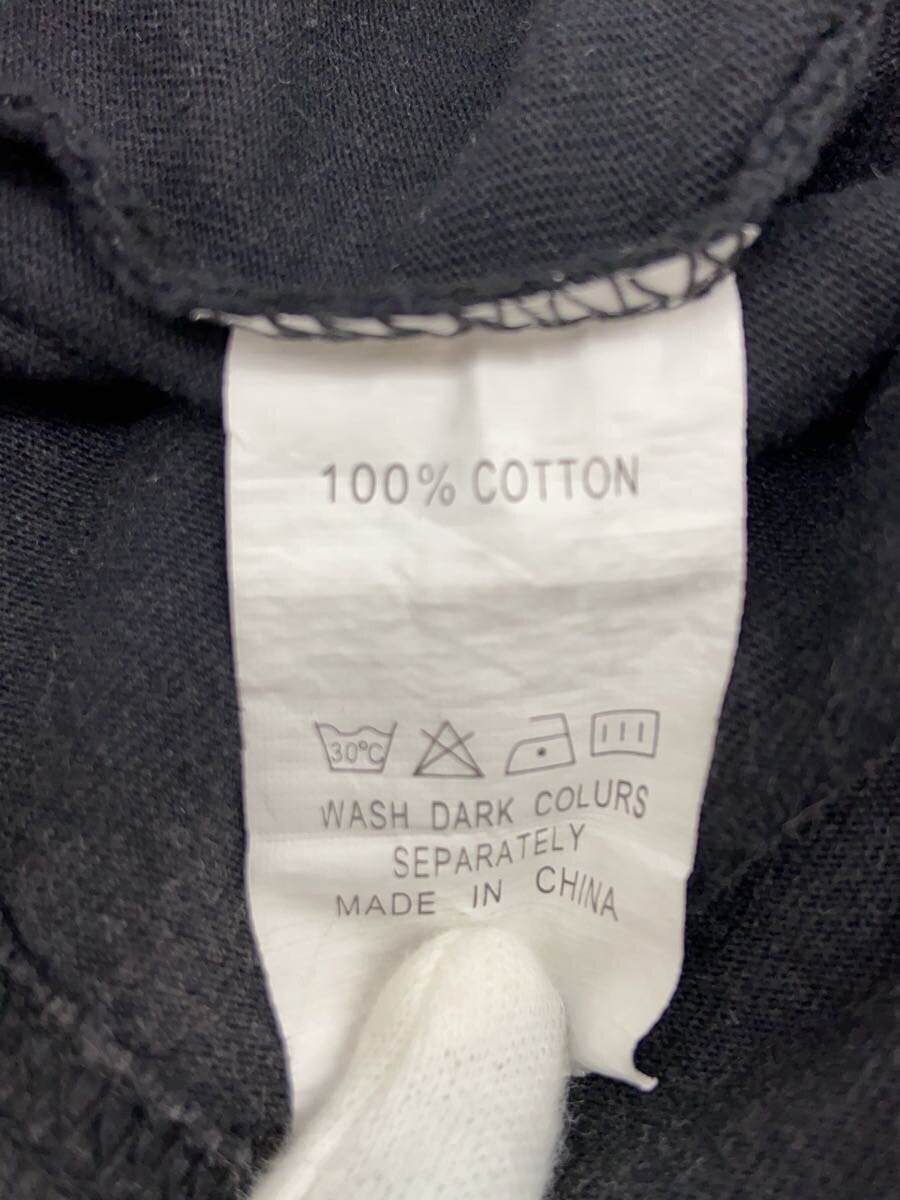 100% COTTON
30°C
WASH DARK COLURS
SEPARATELY
MADE IN CHINA